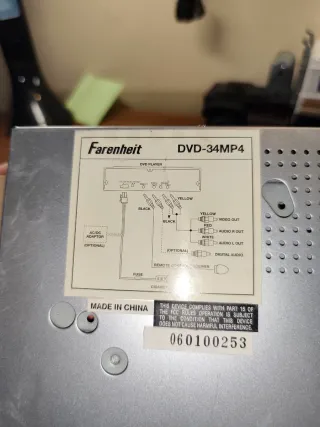 Farenheit DVD-34MP4
DVD PLAYER
YELLOW
BLACK
BLACK
YELLOW VIDEO OUT
RED AUDIO R OUT
WHITE AUDIO L OUT
AC/DC
ADAPTOR
(OPTIONAL)
(OPTIONAL) DIGITAL AUDIO
REMOTE
FUSE
MADE IN CHINA
THIS DEVICE COMPLIES WITH PART 15 OF
THE FCC RULES OPERATION IS SUBJECT
TO THE CONDITION THAT THIS DEVICE
DOES NOT CAUSE HARMFUL INTERFERENCE.
060100253